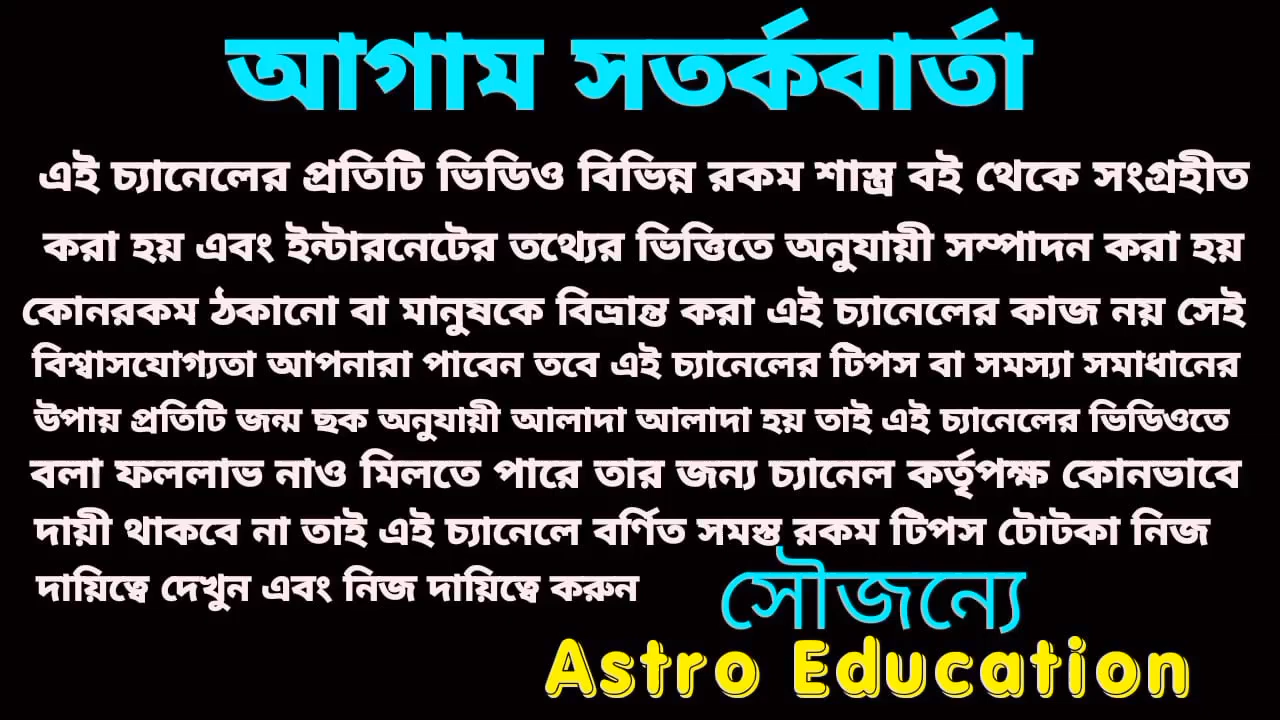 আগাম সতর্কবার্তা
এই চ্যানেলের প্রতিটি ভিডিও বিভিন্ন রকম শাস্ত্র বই থেকে সংগ্রহীত
করা হয় এবং ইন্টারনেটের তথ্যের ভিত্তিতে অনুযায়ী সম্পাদন করা হয়
কোনরকম ঠকানো বা মানুষকে বিভ্রান্ত করা এই চ্যানেলের কাজ নয় সেই
বিশ্বাসযোগ্যতা আপনারা পাবেন তবে এই চ্যানেলের টিপস বা সমস্যা সমাধানের
উপায় প্রতিটি জন্ম ছক অনুযায়ী আলাদা আলাদা হয় তাই এই চ্যানেলের ভিডিওতে
বলা ফললাভ নাও মিলতে পারে তার জন্য চ্যানেল কর্তৃপক্ষ কোনভাবে
দায়ী থাকবে না তাই এই চ্যানেলে বর্ণিত সমস্ত রকম টিপস টোটকা নিজ
দায়িত্বে দেখুন এবং নিজ দায়িত্বে করুন
সৌজন্যে
Astro Education